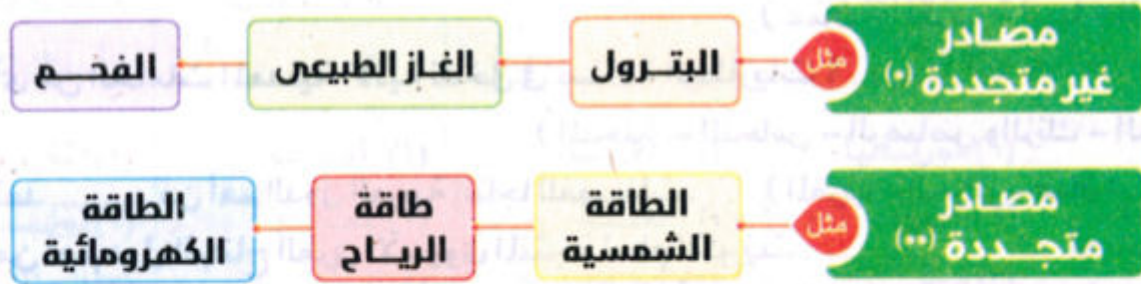 مصادر
غير متجددة (*)
مثل
البترول
الغاز الطبيعى
الفحم
مصادر
متجددة (**)
مثل
الطاقة
الشمسية
طاقة
الرياح
الطاقة
الكهرومائية